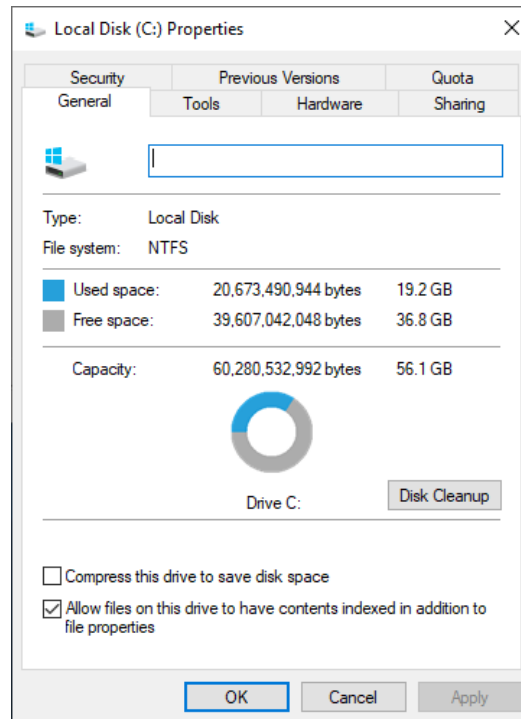 Local Disk (C:) Properties
Security Previous Versions Quota
General Tools Hardware Sharing
Type: Local Disk
File system: NTFS
Used space: 20,673,490,944 bytes 19.2 GB
Free space: 39,607,042,048 bytes 36.8 GB
Capacity: 60,280,532,992 bytes 56.1 GB
Drive C: Disk Cleanup
Compress this drive to save disk space
Allow files on this drive to have contents indexed in addition to
file properties
OK Cancel Apply